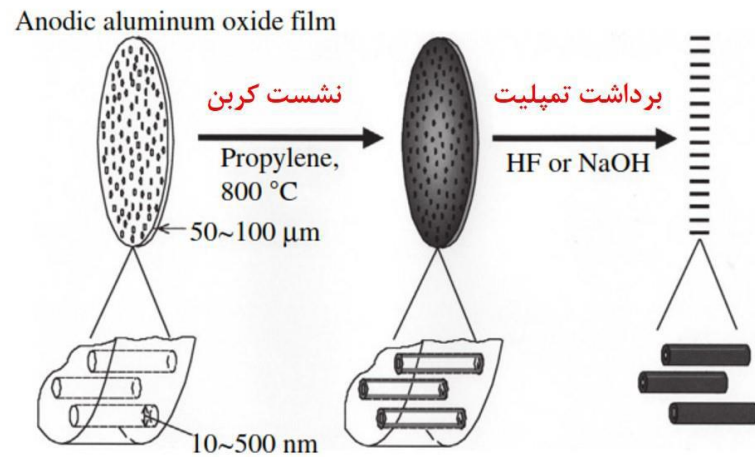 Anodic aluminum oxide film
نشست کربن
Propylene,
800 °C
50~100 μm
برداشت تمپلیت
HF or NaOH
10~500 nm